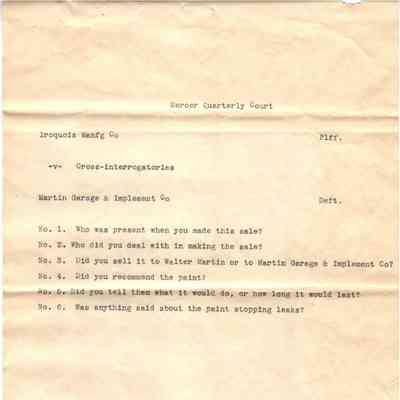 Mercer Quarterly Court
Iroquois Manfg Co Plff.
-v- Cross-interrogatories
Martin Garage & Implement Co Deft.
No. 1. Who was present when you made this sale?
No. 2. Who did you deal with in making the sale?
No. 3. Did you sell it to Walter Martin or to Martin Garage & Implement Co?
No. 4. Did you recommend the paint?
No. 5. Did you tell them what it would do, or how long it would last?
No. 6. Was anything said about the paint stopping leaks?